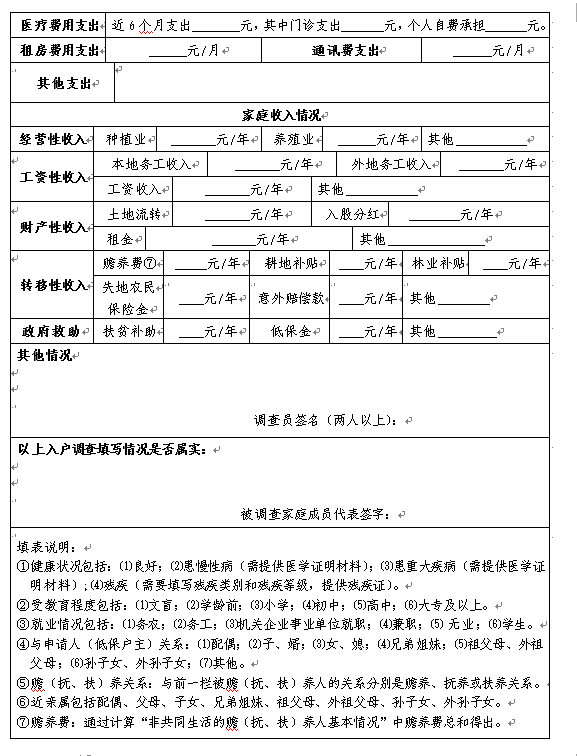 医疗费用支出 近6个月支出______元，其中门诊支出______元，个人自费承担______元。
租房费用支出 ______元/月 通讯费支出 ______元/月
其他支出
家庭收入情况
经营性收入 种植业 ______元/年 养殖业 ______元/年 其他________
工资性收入 本地务工收入 ______元/年 外地务工收入 ______元/年
工资收入 ______元/年 其他________
财产性收入 土地流转 ______元/年 入股分红 ______元/年
租金 ______元/年 其他________
转移性收入 赡养费⑦ ____元/年 耕地补贴 ____元/年 林业补贴 ____元/年
失地农民保险金 ____元/年 意外赔偿款 ____元/年 其他______
政府救助 扶贫补助 ____元/年 低保金 ____元/年 其他______
其他情况
调查员签名（两人以上）：
以上入户调查填写情况是否属实：
被调查家庭成员代表签字：
填表说明：
①健康状况包括：⑴良好；⑵患慢性病（需提供医学证明材料）；⑶患重大疾病（需提供医学证
明材料）；⑷残疾（需要填写残疾类别和残疾等级，提供残疾证）。
②受教育程度包括：⑴文盲；⑵学龄前；⑶小学；⑷初中；⑸高中；⑹大专及以上。
③就业情况包括：⑴务农；⑵务工；⑶机关企业事业单位就职；⑷兼职；⑸ 无业；⑹学生。
④与申请人（低保户主）关系：⑴配偶；⑵子、婿；⑶女、媳；⑷兄弟姐妹；⑸祖父母、外祖
父母；⑹孙子女、外孙子女；⑺其他。
⑤赡（抚、扶）养关系：与前一栏被赡（抚、扶）养人的关系分别是赡养、抚养或扶养关系。
⑥近亲属包括配偶、父母、子女、兄弟姐妹、祖父母、外祖父母、孙子女、外孙子女。
⑦赡养费：通过计算“非共同生活的赡（抚、扶）养人基本情况”中赡养费总和得出。